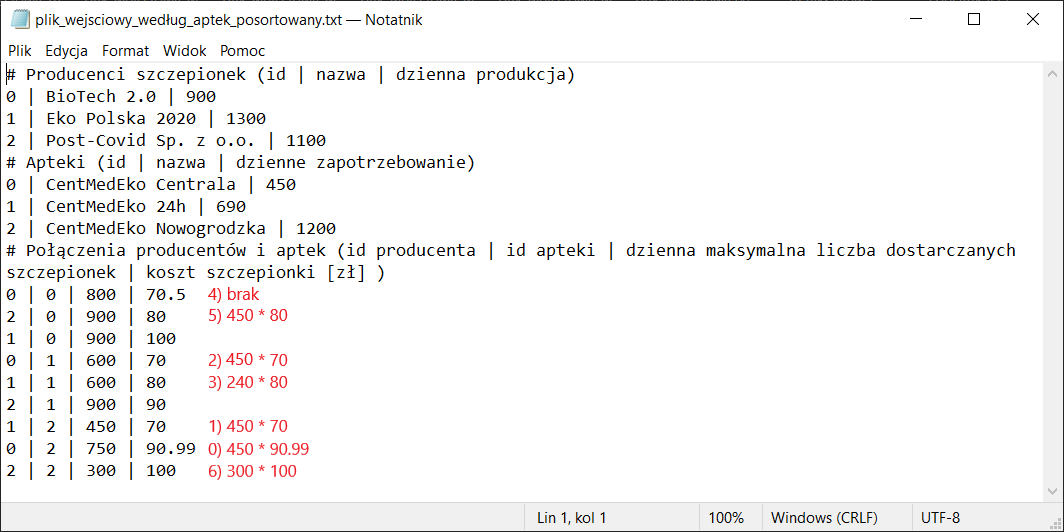 plik_wejsciowy_według_aptek_posortowany.txt — Notatnik
Plik Edycja Format Widok Pomoc
# Producenci szczepionek (id | nazwa | dzienna produkcja)
0 | BioTech 2.0 | 900
1 | Eko Polska 2020 | 1300
2 | Post-Covid Sp. z o.o. | 1100
# Apteki (id | nazwa | dzienne zapotrzebowanie)
0 | CentMedEko Centrala | 450
1 | CentMedEko 24h | 690
2 | CentMedEko Nowogrodzka | 1200
# Połączenia producentów i aptek (id producenta | id apteki | dzienna maksymalna liczba dostarczanych
szczepionek | koszt szczepionki [zł] )
0 | 0 | 800 | 70.5 4) brak
2 | 0 | 900 | 80 5) 450 * 80
1 | 0 | 900 | 100
0 | 1 | 600 | 70 2) 450 * 70
1 | 1 | 600 | 80 3) 240 * 80
2 | 1 | 900 | 90
1 | 2 | 450 | 70 1) 450 * 70
0 | 2 | 750 | 90.99 0) 450 * 90.99
2 | 2 | 300 | 100 6) 300 * 100
Lin 1, kol 1 100% Windows (CRLF) UTF-8